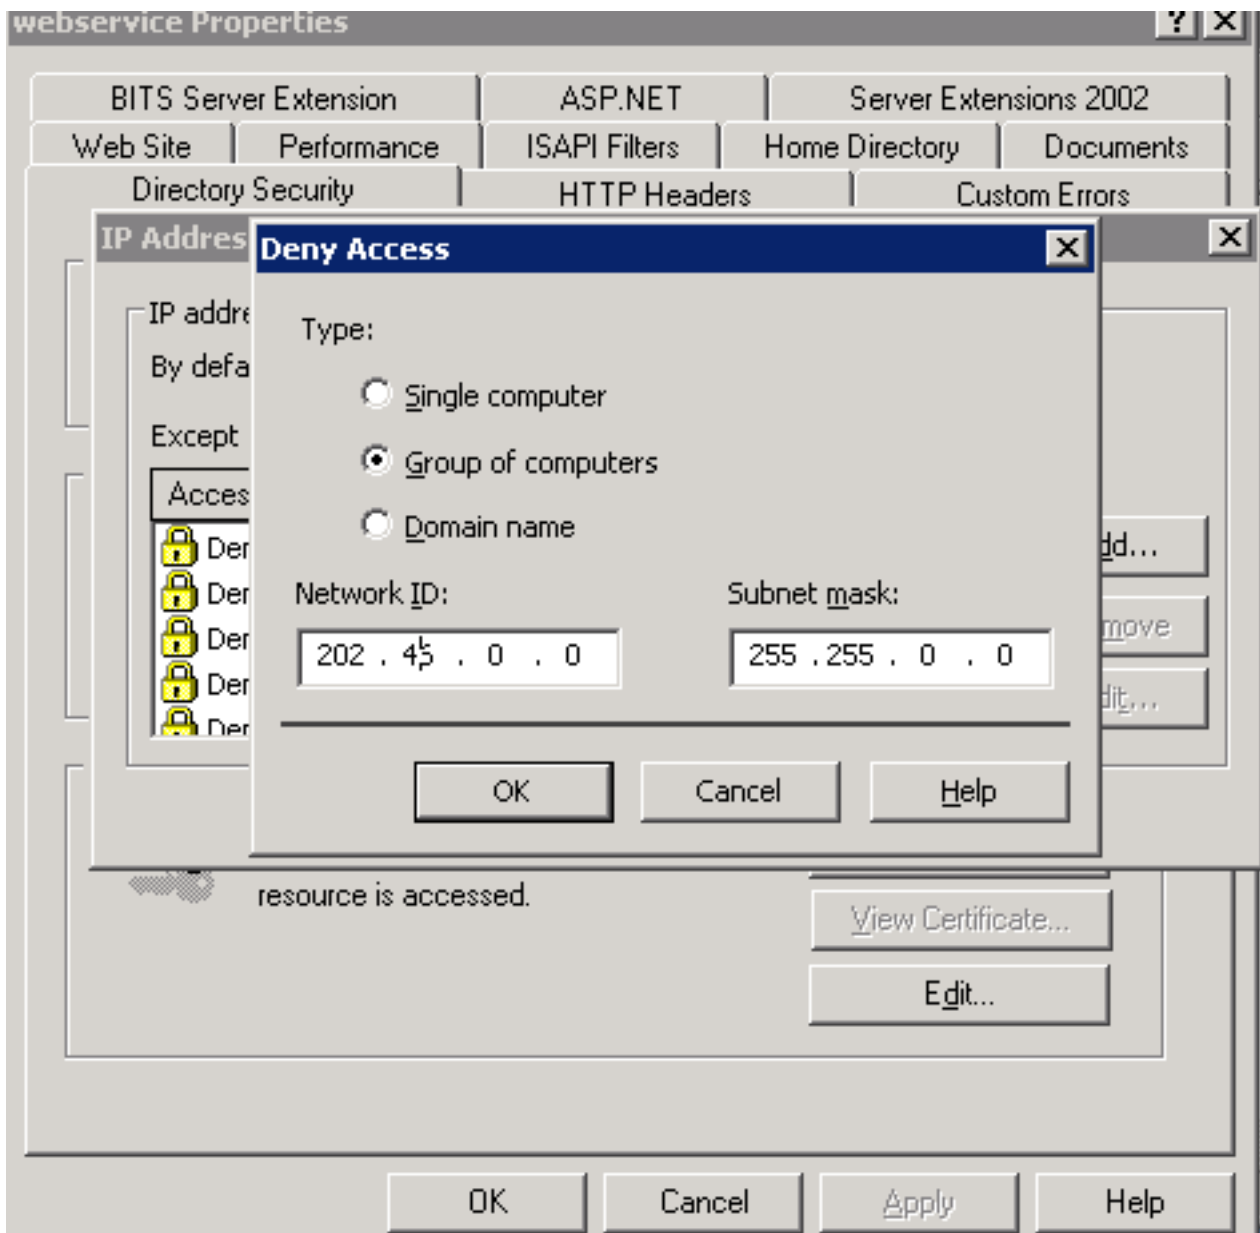 webservice Properties
BITS Server Extension
ASP.NET
Server Extensions 2002
Web Site
Performance
ISAPI Filters
Home Directory
Documents
Directory Security
HTTP Headers
Custom Errors
IP Addres
Deny Access
IP addre
By defa
Except
Acces
Der
Der
Der
Der
Der
Type:
Single computer
Group of computers
Domain name
Network ID:
Subnet mask:
202 . 45 . 0 . 0
255 . 255 . 0 . 0
OK
Cancel
Help
dd...
move
dit...
resource is accessed.
View Certificate...
Edit...
OK
Cancel
Apply
Help